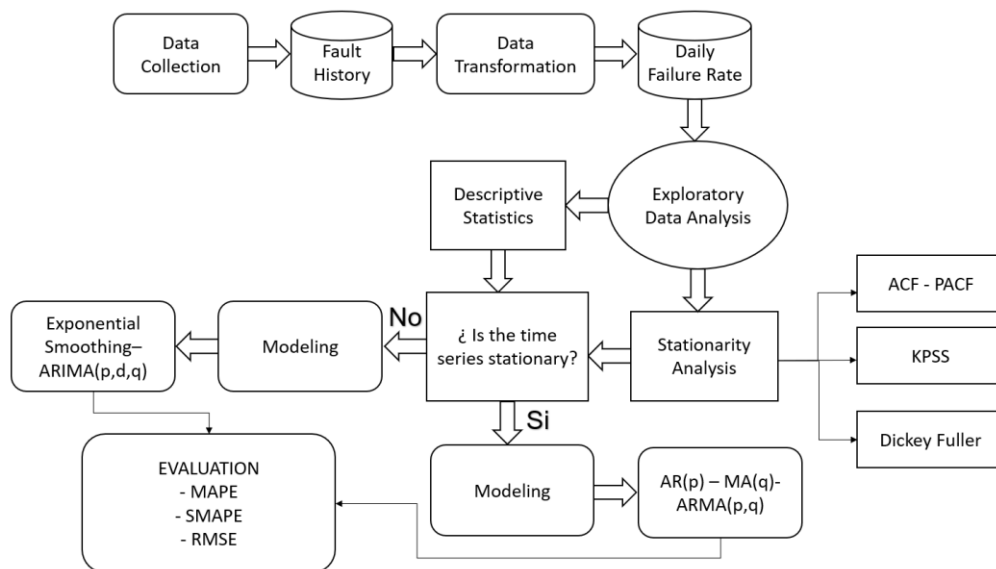 Data
Collection
Fault
History
Data
Transformation
Daily
Failure Rate
Descriptive
Statistics
Exploratory
Data Analysis
ACF - PACF
Exponential
Smoothing–
ARIMA(p,d,q)
Modeling
No
¿ Is the time
series stationary?
Stationarity
Analysis
KPSS
Dickey Fuller
Si
EVALUATION
- MAPE
- SMAPE
- RMSE
Modeling
AR(p) – MA(q)-
ARMA(p,q)